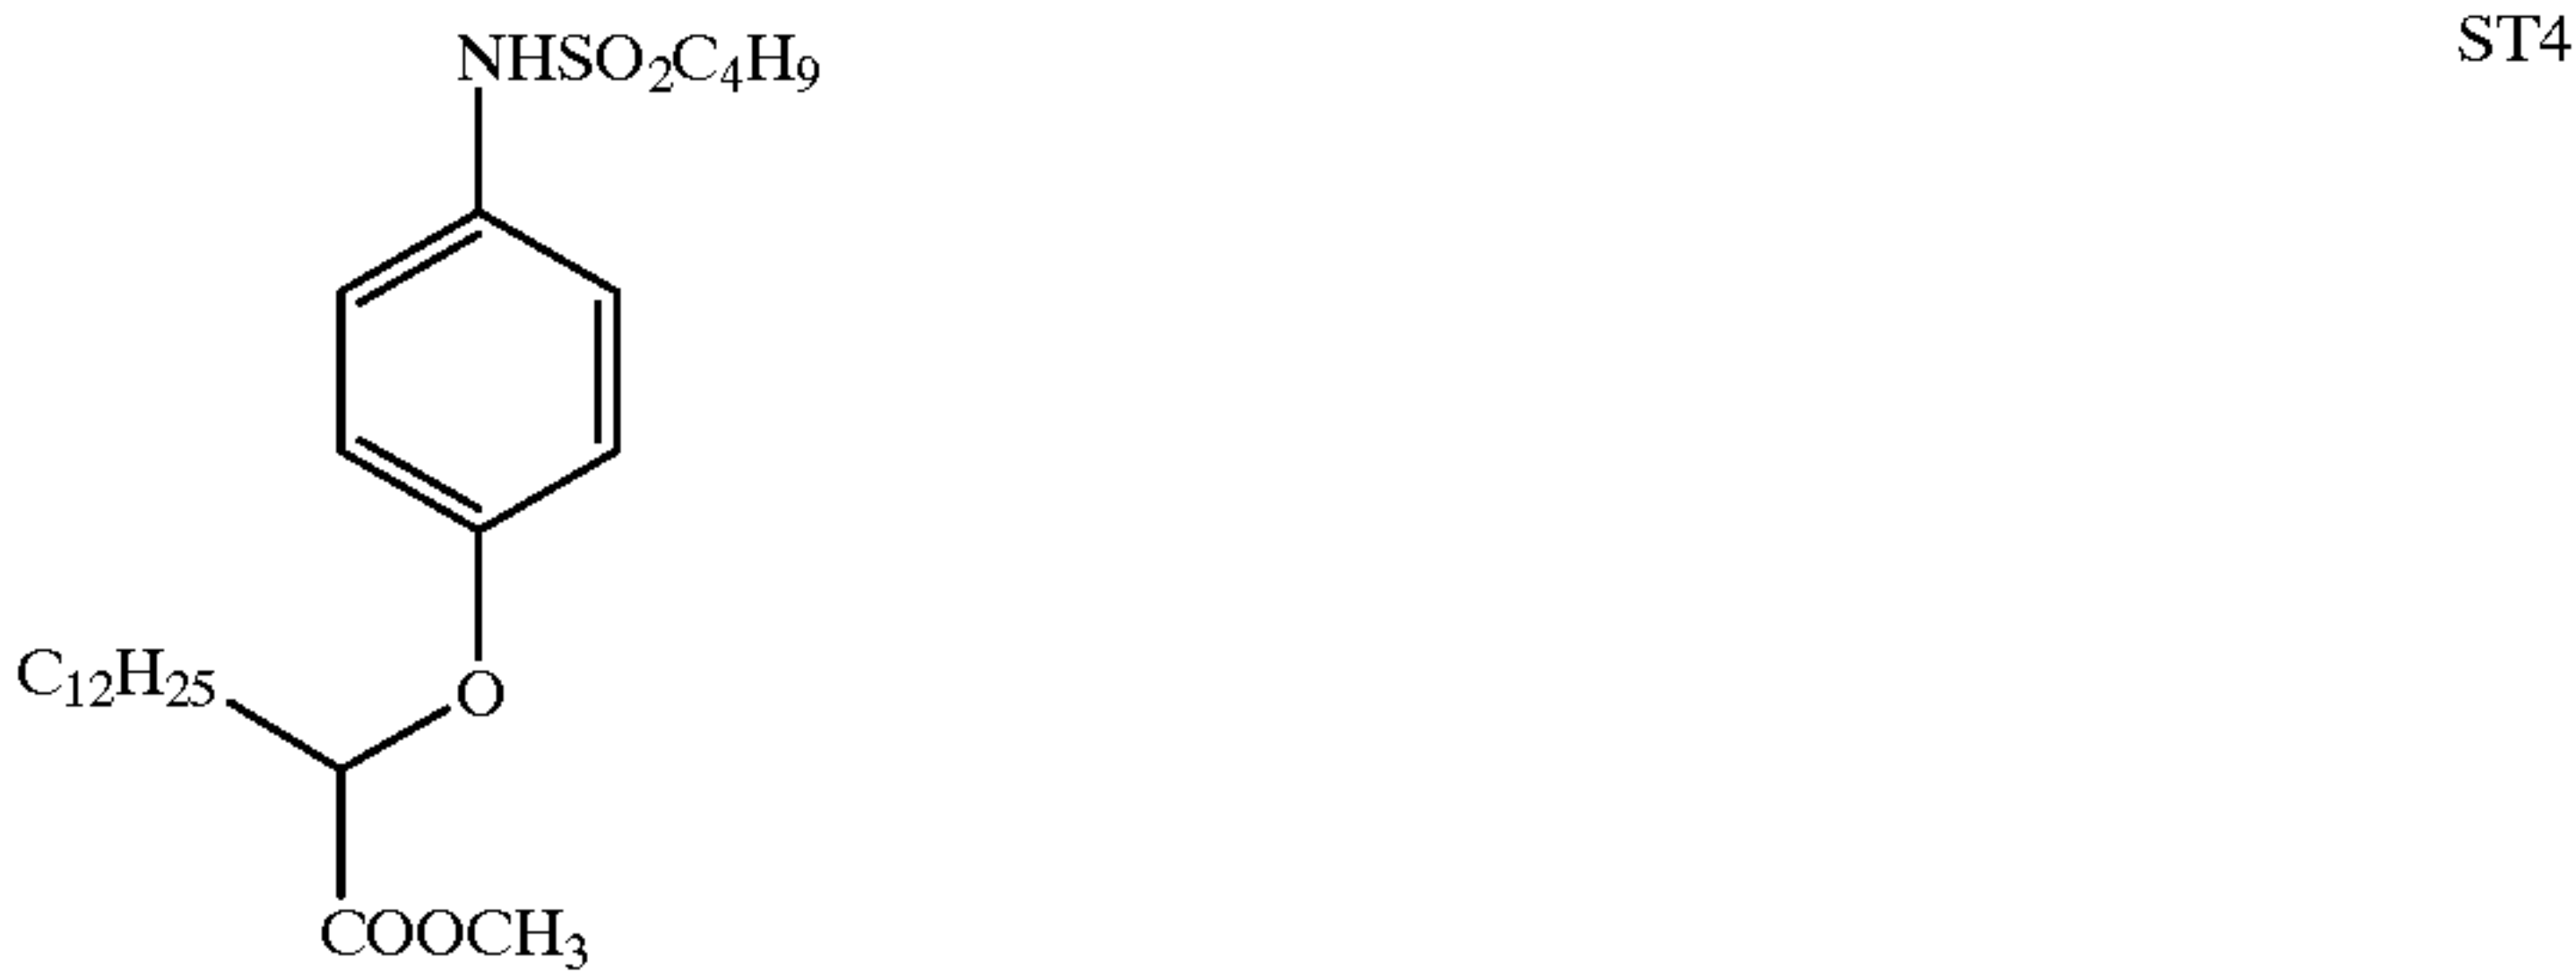 NHSO₂C₄H₉
ST4
C₁₂H₂₅
O
COOCH₃